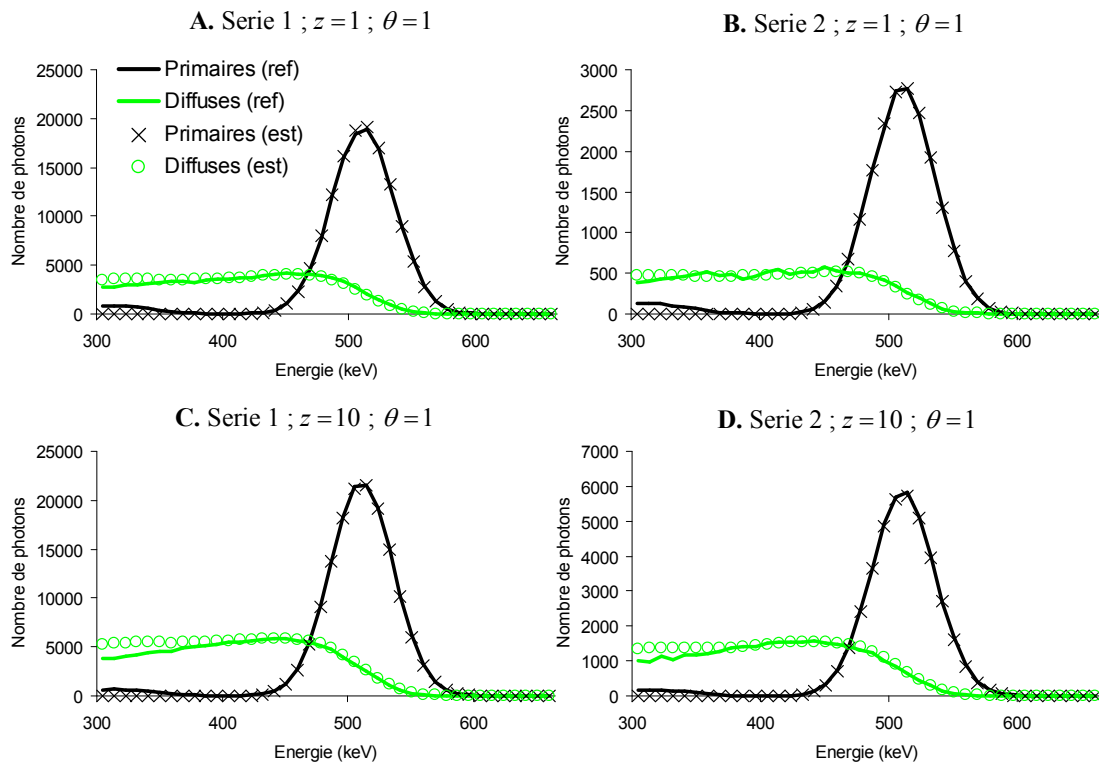 A. Serie 1 ; z = 1 ; θ = 1
Nombre de photons
25000
20000
15000
10000
5000
0
Primaires (ref)
Diffuses (ref)
Primaires (est)
Diffuses (est)
300 400 500 600
Energie (keV)
B. Serie 2 ; z = 1 ; θ = 1
Nombre de photons
3000
2500
2000
1500
1000
500
0
300 400 500 600
Energie (keV)
C. Serie 1 ; z = 10 ; θ = 1
Nombre de photons
25000
20000
15000
10000
5000
0
300 400 500 600
Energie (keV)
D. Serie 2 ; z = 10 ; θ = 1
Nombre de photons
7000
6000
5000
4000
3000
2000
1000
0
300 400 500 600
Energie (keV)